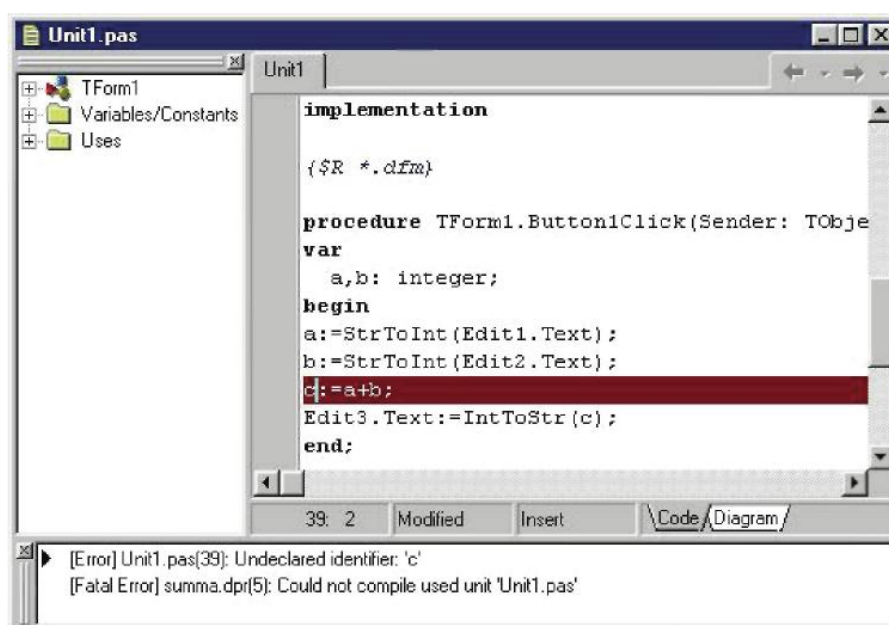 Unit1.pas
TForm1
Variables/Constants
Uses
Unit1
implementation
{$R *.dfm}
procedure TForm1.Button1Click(Sender: TObje
var
a,b: integer;
begin
a:=StrToInt(Edit1.Text);
b:=StrToInt(Edit2.Text);
c:=a+b;
Edit3.Text:=IntToStr(c);
end;
39: 2 Modified Insert Code Diagram
[Error] Unit1.pas(39): Undeclared identifier: 'c'
[Fatal Error] summa.dpr(5): Could not compile used unit 'Unit1.pas'